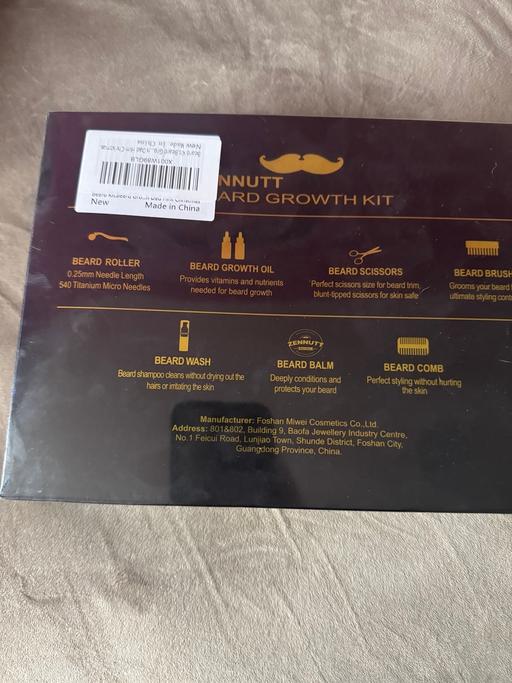 New Made in China
X001W89GLB
New Made in China
NNUTT
ARD GROWTH KIT
BEARD ROLLER
0.25mm Needle Length
540 Titanium Micro Needles
BEARD GROWTH OIL
Provides vitamins and nutrients
needed for beard growth
BEARD SCISSORS
Perfect scissors size for beard trim,
blunt-tipped scissors for skin safe
BEARD BRUSH
Grooms your beard
ultimate styling
BEARD WASH
Beard shampoo cleans without drying out the
hairs or irritating the skin
ZENNUTT
BEARD BALM
Deeply conditions and
protects your beard
BEARD COMB
Perfect styling without hurting
the skin
Manufacturer: Foshan Miwei Cosmetics Co.,Ltd.
Address: 801&802, Building 9, Baofa Jewellery Industry Centre,
No.1 Feicui Road, Lunjiao Town, Shunde District, Foshan City,
Guangdong Province, China.